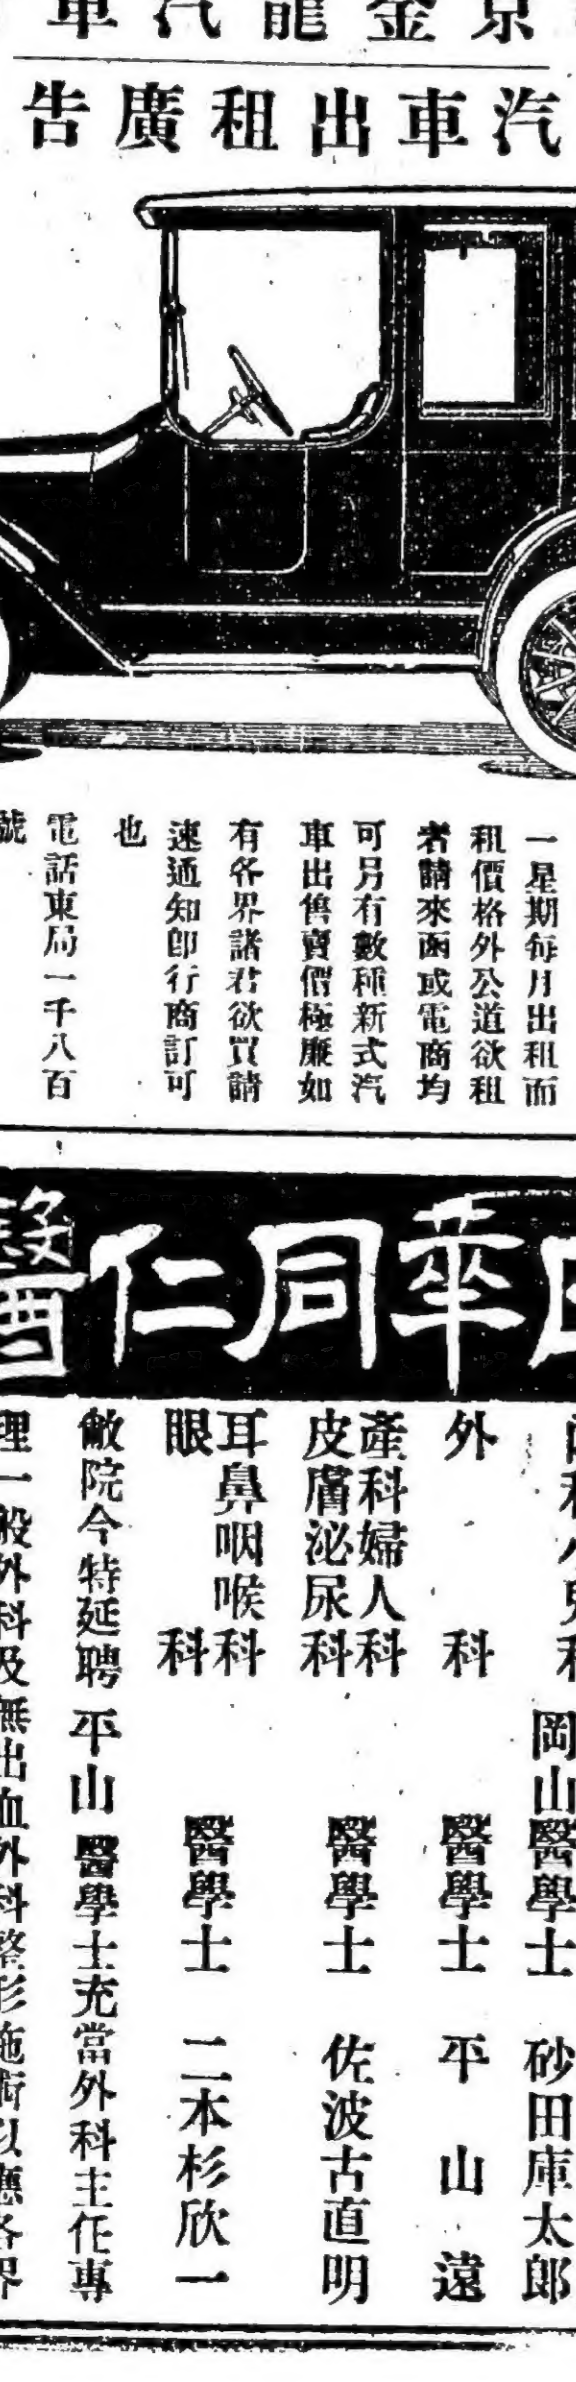 京金龍汽車
汽車出租廣告
一星期每月出租而
租價格外公道欲租
者請來函或電商均
可另有數種新式汽
車出售賣價極廉如
有各界諸君欲買請
速通知即行商訂可
也
電話東局一千八百
號
日華同仁醫
內科小兒科 岡山醫學士 砂田庫太郎
外科 醫學士 平山遠
產科婦人科
皮膚泌尿科 醫學士 佐波古直明
耳鼻咽喉科
眼科 醫學士 二本杉欣一
敝院今特延聘平山醫學士充當外科主任專
理一般外科及無出血外科整形施術以應各界